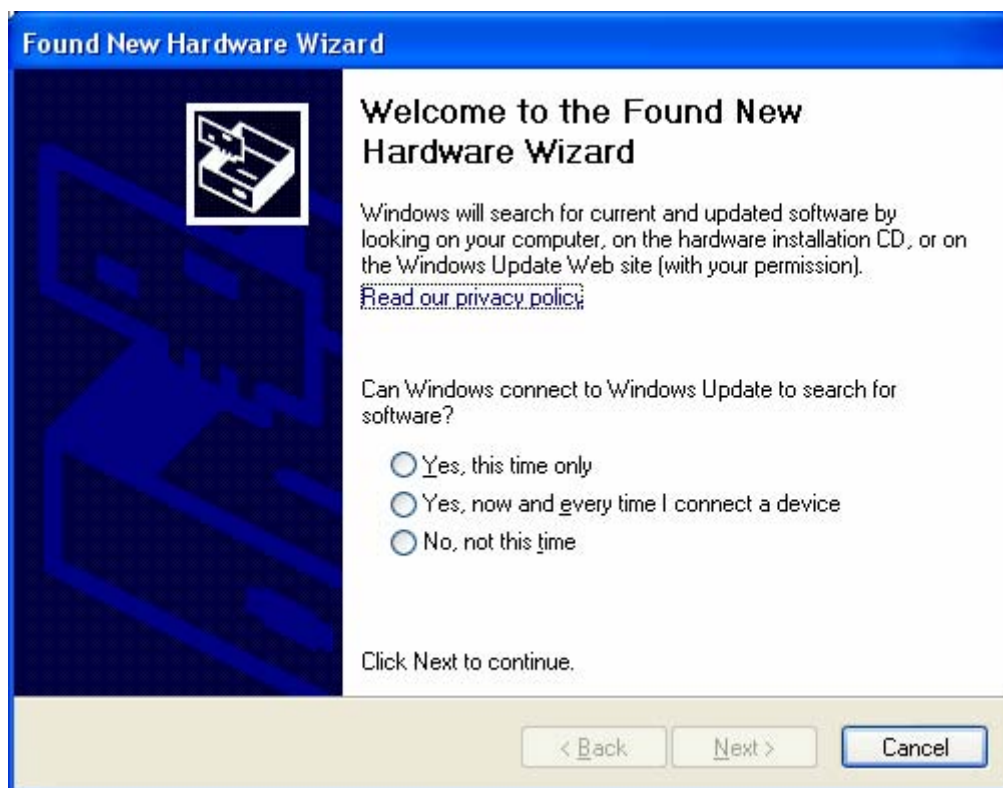 Found New Hardware Wizard
Welcome to the Found New
Hardware Wizard
Windows will search for current and updated software by
looking on your computer, on the hardware installation CD, or on
the Windows Update Web site (with your permission).
Read our privacy policy
Can Windows connect to Windows Update to search for
software?
Yes, this time only
Yes, now and every time I connect a device
No, not this time
Click Next to continue.
< Back Next > Cancel